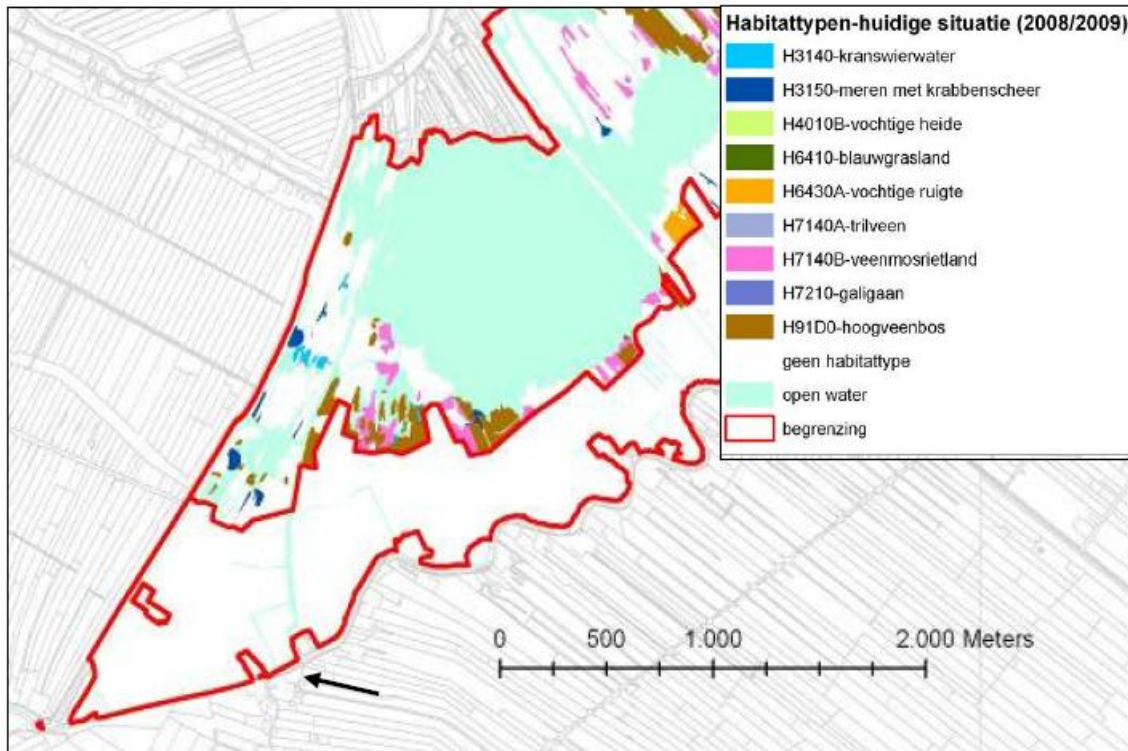 Habitattypen-huidige situatie (2008/2009)
H3140-kranswierwater
H3150-meren met krabbenscheer
H4010B-vochtige heide
H6410-blauwgrasland
H6430A-vochtige ruigte
H7140A-trilveen
H7140B-veenmosrietland
H7210-galigaan
H91D0-hoogveenbos
geen habitattype
open water
begrenzing
0 500 1.000 2.000 Meters